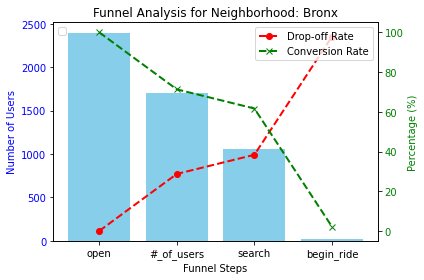 Funnel Analysis for Neighborhood: Bronx
2500
2000
1500
1000
500
0
Number of Users
Drop-off Rate
Conversion Rate
100
80
60
40
20
0
Percentage (%)
open
#_of_users
search
begin_ride
Funnel Steps